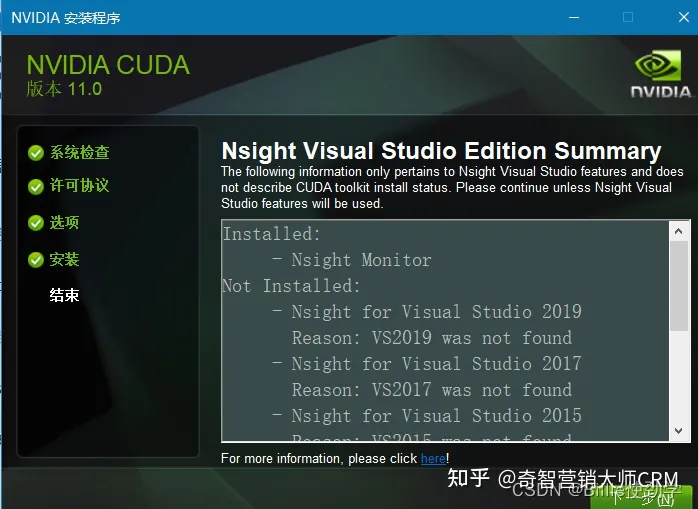 NVIDIA 安装程序
NVIDIA CUDA
版本 11.0
NVIDIA
系统检查
许可协议
选项
安装
结束
Nsight Visual Studio Edition Summary
The following information only pertains to Nsight Visual Studio features and does
not describe CUDA toolkit install status. Please continue unless Nsight Visual
Studio features will be used.
Installed:
- Nsight Monitor
Not Installed:
- Nsight for Visual Studio 2019
Reason: VS2019 was not found
- Nsight for Visual Studio 2017
Reason: VS2017 was not found
- Nsight for Visual Studio 2015
Reason: VS2015 was not found
For more information, please click here!
知乎 @奇智营销大师CRM
CSDN
下一步(N)